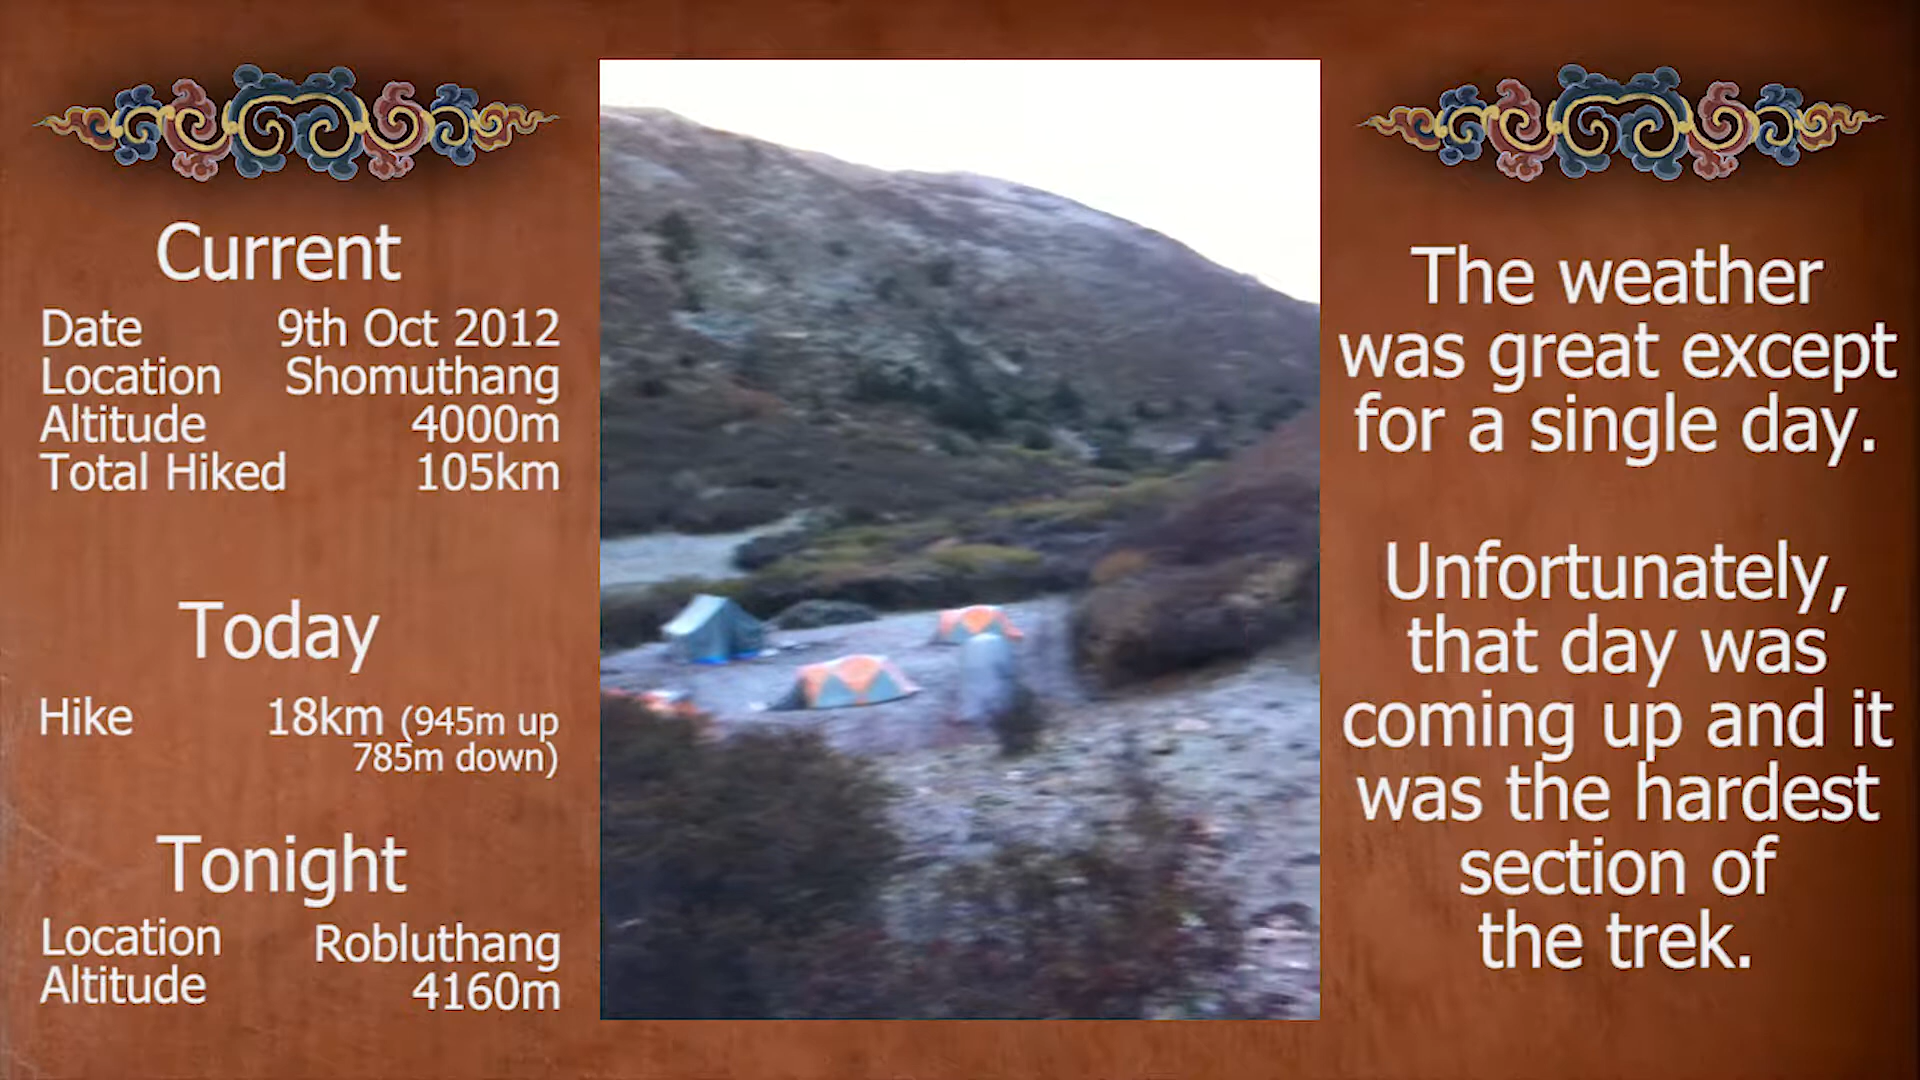 Current
Date 9th Oct 2012
Location Shomuthang
Altitude 4000m
Total Hiked 105km
Today
Hike 18km (945m up
785m down)
Tonight
Location Robluthang
Altitude 4160m
The weather
was great except
for a single day.
Unfortunately,
that day was
coming up and it
was the hardest
section of
the trek.